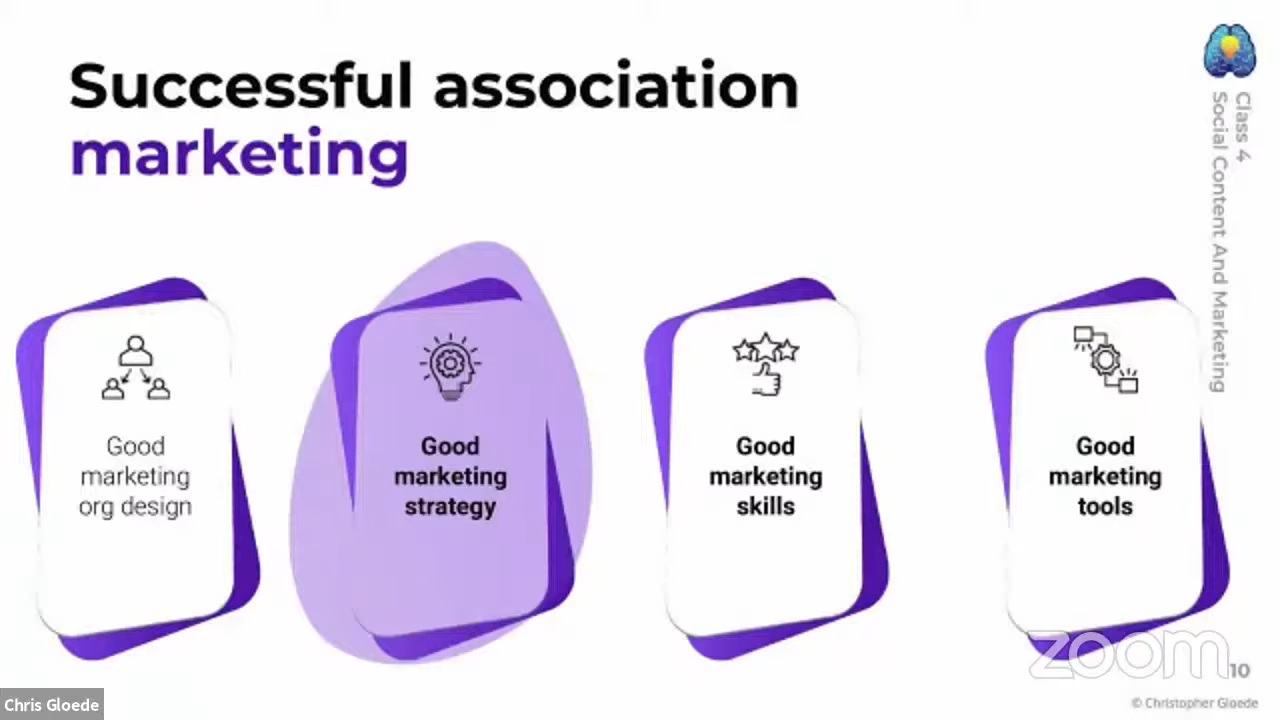 Successful association
marketing
Class 4
Social Content And Marketing
Good
marketing
org design
Good
marketing
strategy
Good
marketing
skills
Good
marketing
tools
zoom
10
© Christopher Gloede
Chris Gloede